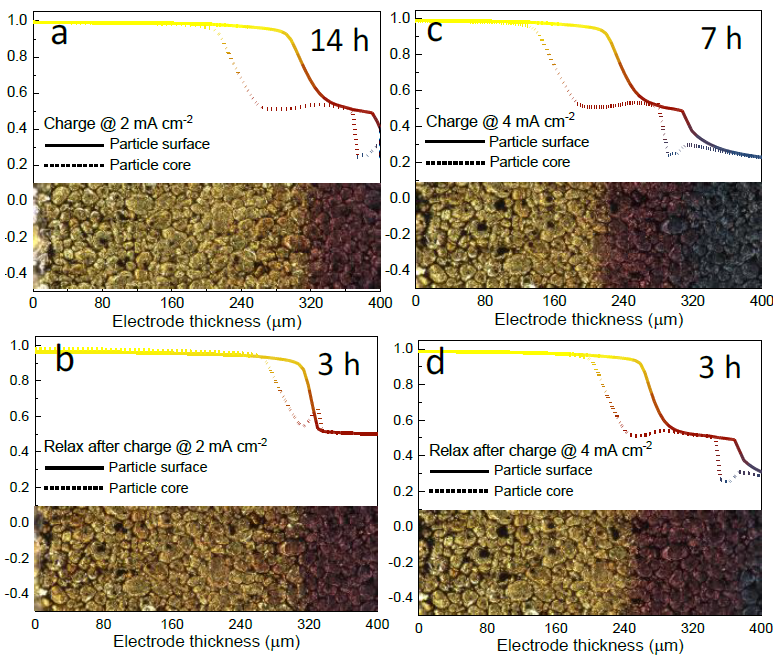 a
14 h
1.0
0.8
0.6
0.4
0.2
0.0
-0.2
-0.4
Charge @ 2 mA cm-2
Particle surface
Particle core
0 80 160 240 320 400
Electrode thickness (μm)
c
7 h
1.0
0.8
0.6
0.4
0.2
0.0
-0.2
-0.4
Charge @ 4 mA cm-2
Particle surface
Particle core
0 80 160 240 320 400
Electrode thickness (μm)
b
3 h
1.0
0.8
0.6
0.4
0.2
0.0
-0.2
-0.4
Relax after charge @ 2 mA cm-2
Particle surface
Particle core
0 80 160 240 320 400
Electrode thickness (μm)
d
3 h
1.0
0.8
0.6
0.4
0.2
0.0
-0.2
-0.4
Relax after charge @ 4 mA cm-2
Particle surface
Particle core
0 80 160 240 320 400
Electrode thickness (μm)